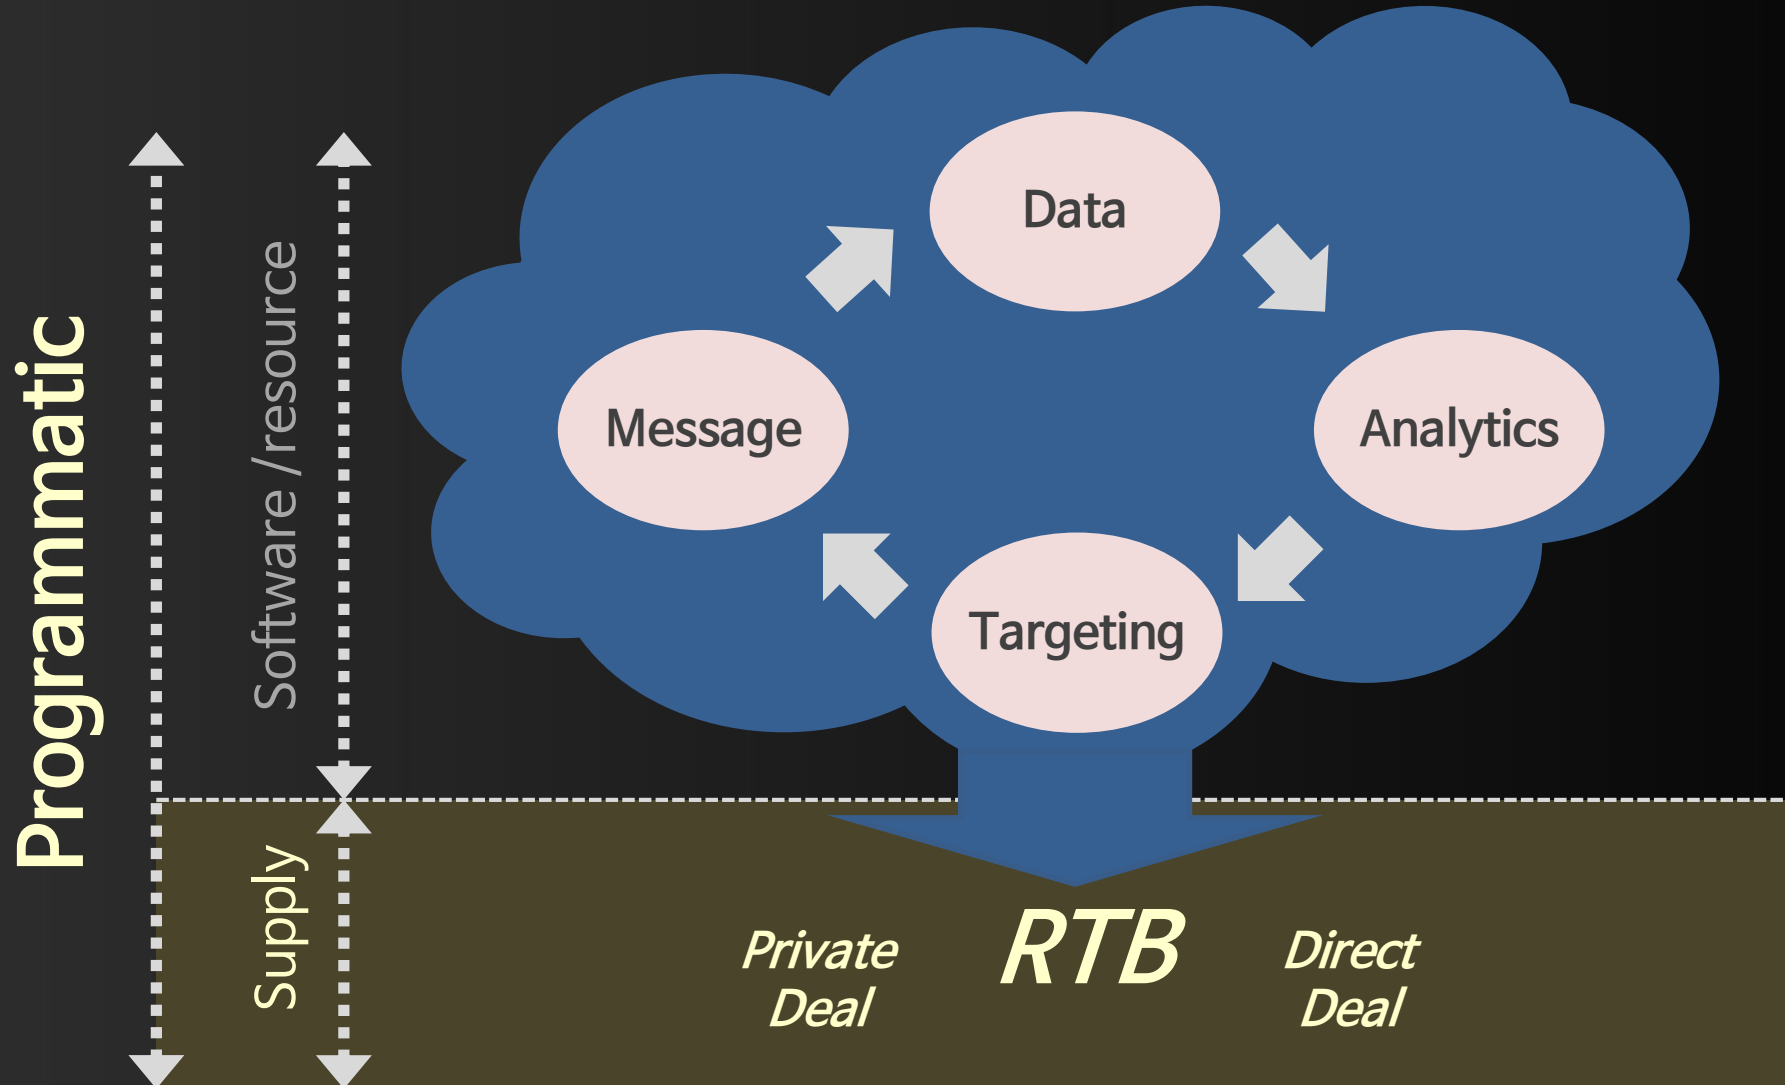 Programmatic
Software /resource
Supply
Data
Message
Analytics
Targeting
Private
Deal
RTB
Direct
Deal